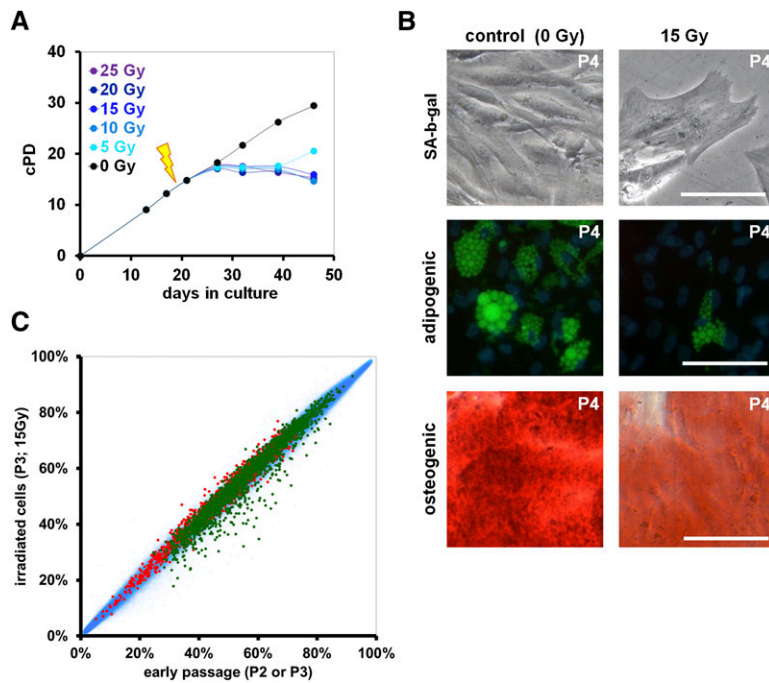 A
40
30
20
10
0
cPD
25 Gy
20 Gy
15 Gy
10 Gy
5 Gy
0 Gy
0 10 20 30 40 50
days in culture
B
control (0 Gy) 15 Gy
SA-b-gal
P4 P4
adipogenic
P4 P4
osteogenic
P4 P4
C
100%
80%
60%
40%
20%
0%
irradiated cells (P3; 15Gy)
0% 20% 40% 60% 80% 100%
early passage (P2 or P3)